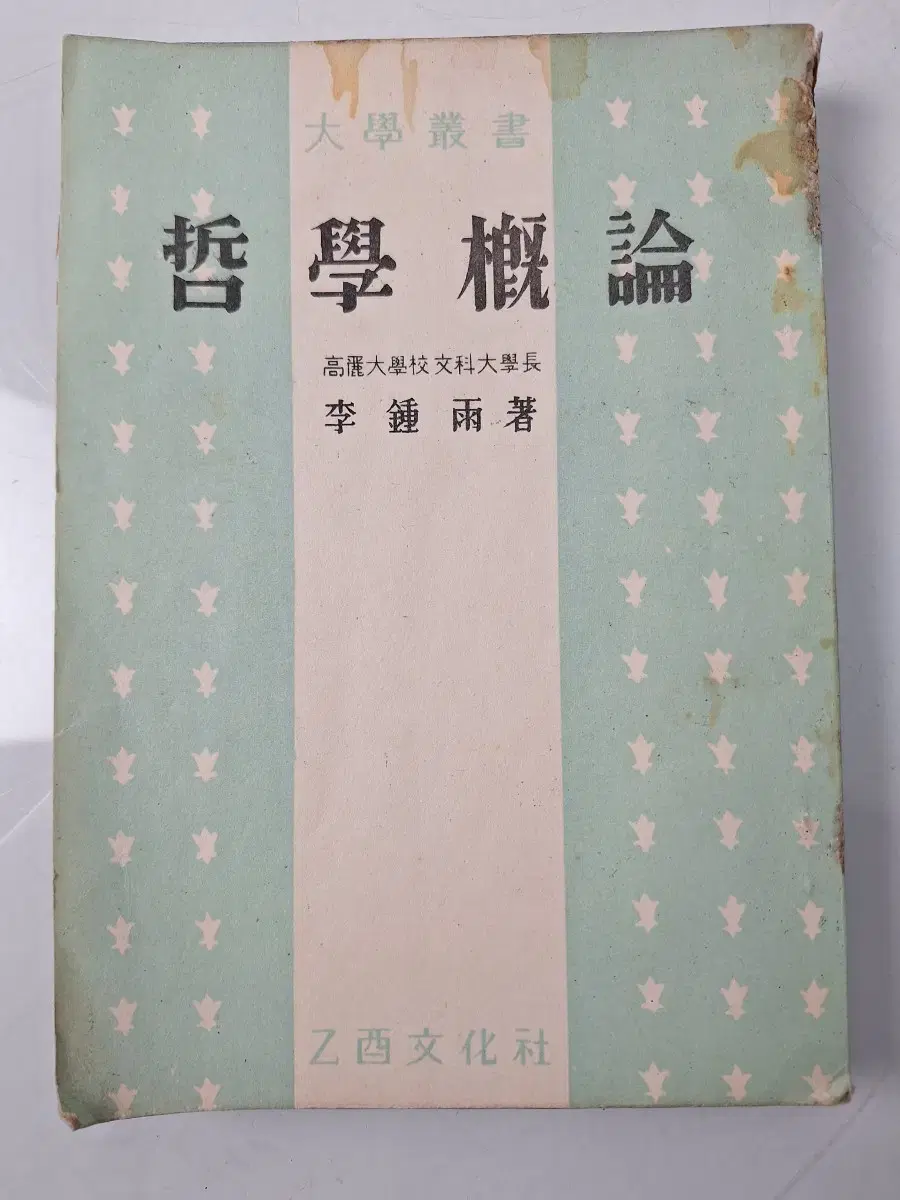 大學叢書
哲學概論
高麗大學校文科大學長
李鍾雨著
乙酉文化社